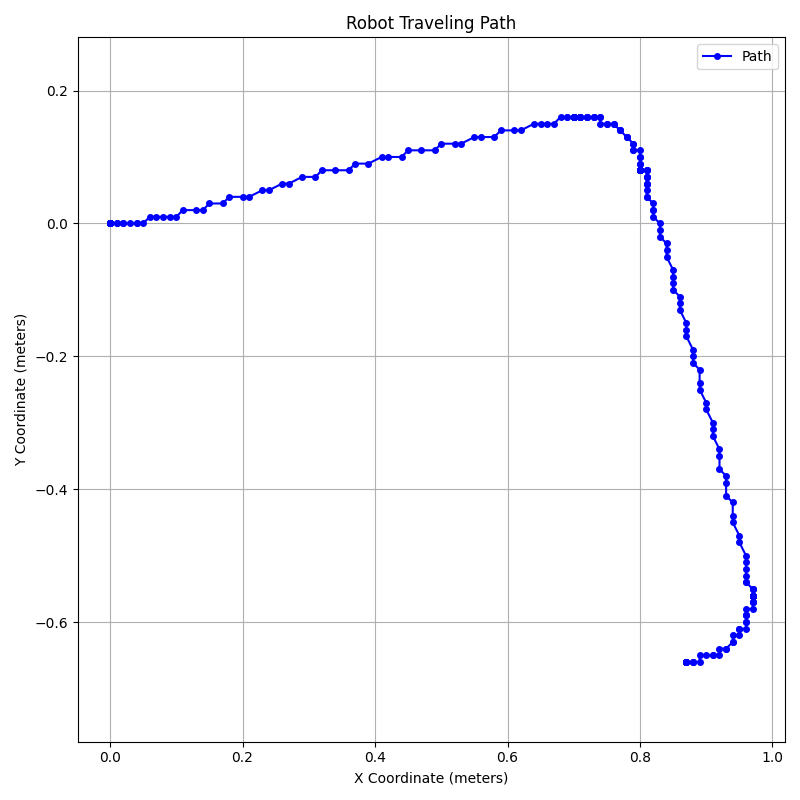 Robot Traveling Path
Path
0.2
0.0
−0.2
−0.4
−0.6
Y Coordinate (meters)
0.0 0.2 0.4 0.6 0.8 1.0
X Coordinate (meters)